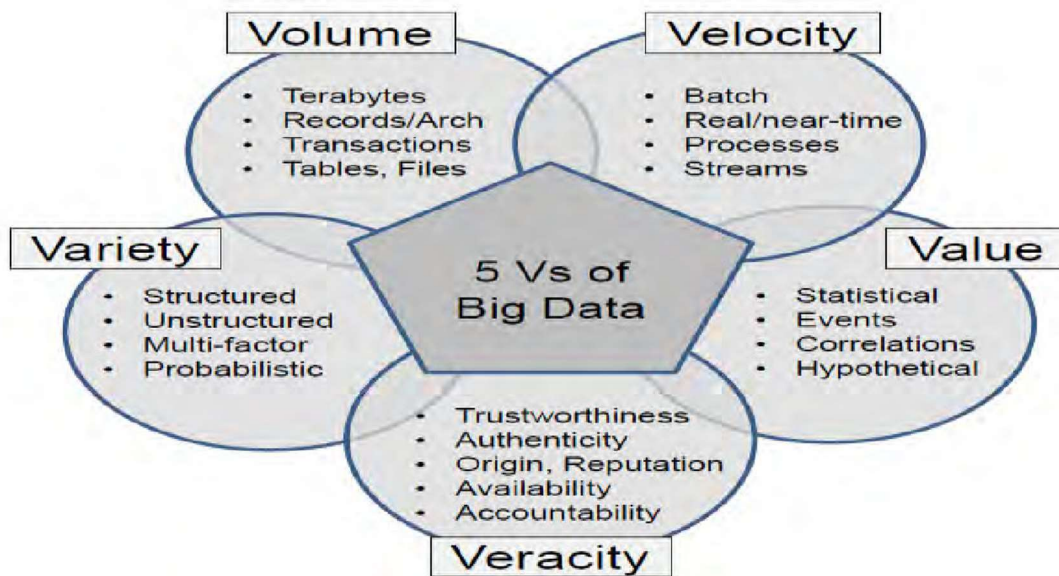 Volume
• Terabytes
• Records/Arch
• Transactions
• Tables, Files
Velocity
• Batch
• Real/near-time
• Processes
• Streams
Variety
• Structured
• Unstructured
• Multi-factor
• Probabilistic
5 Vs of
Big Data
Value
• Statistical
• Events
• Correlations
• Hypothetical
• Trustworthiness
• Authenticity
• Origin, Reputation
• Availability
• Accountability
Veracity